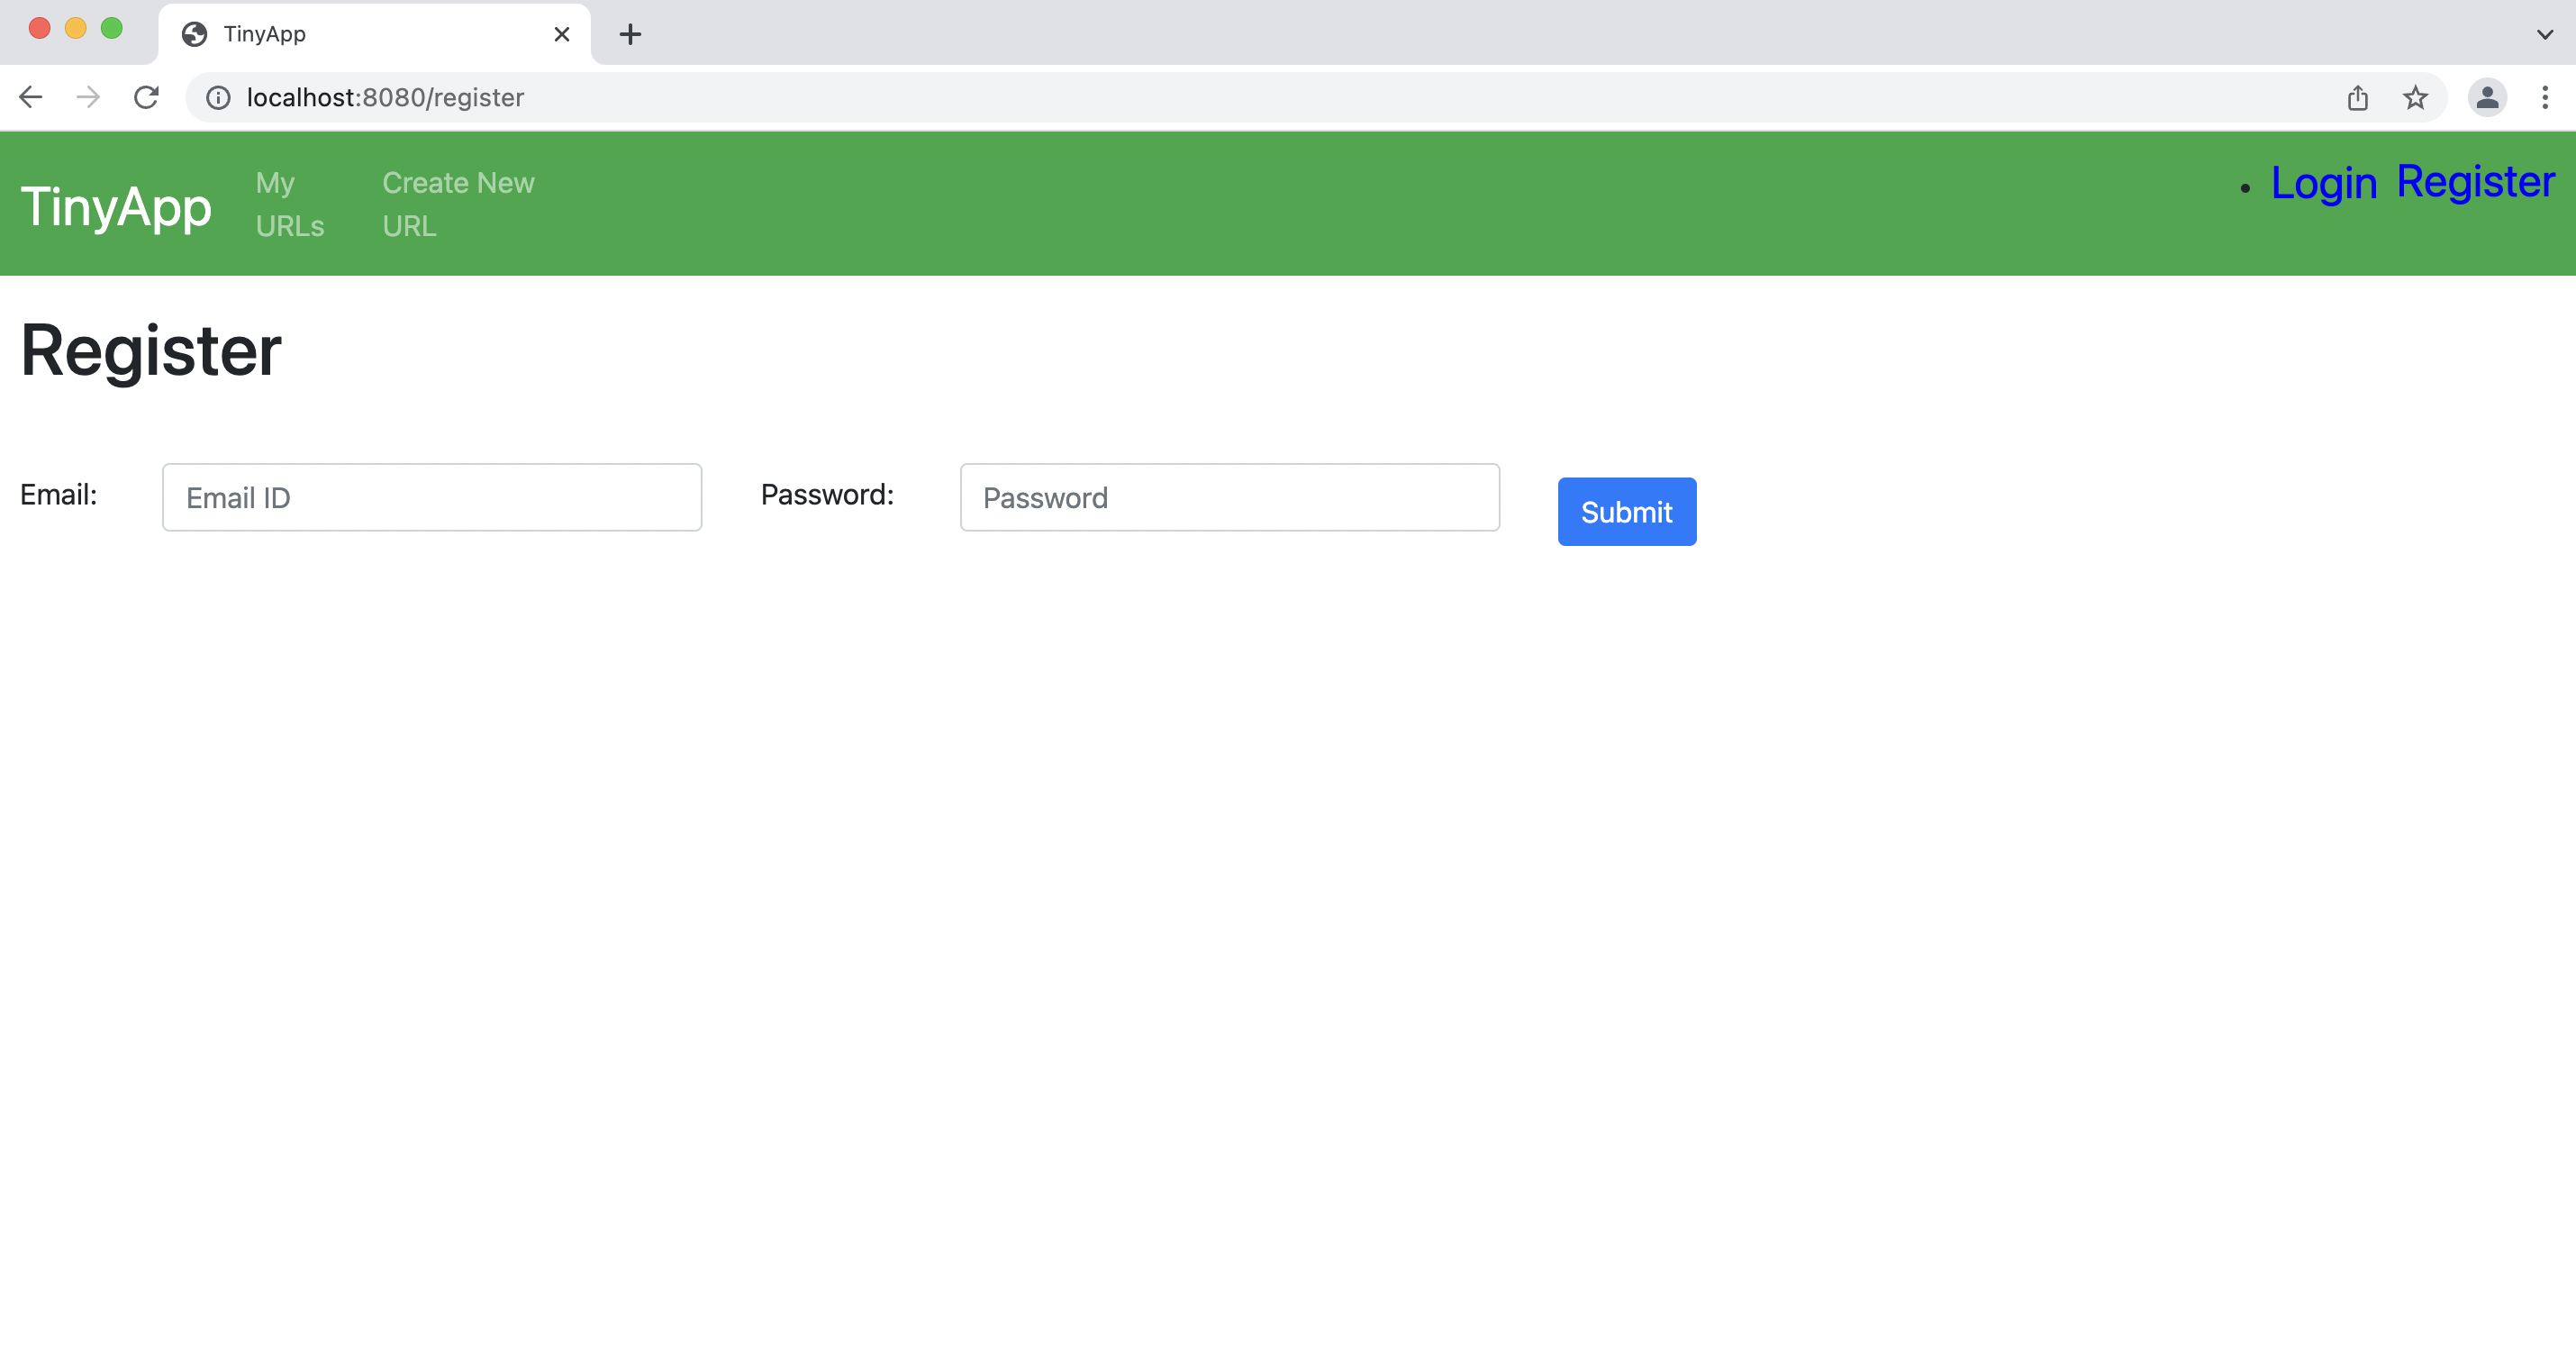 TinyApp
localhost:8080/register
TinyApp
My
URLs
Create New
URL
• Login Register
Register
Email:
Email ID
Password:
Password
Submit